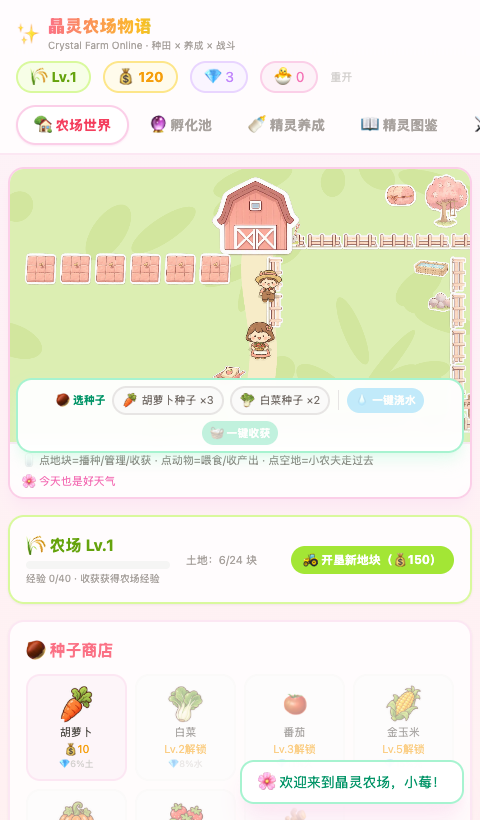 晶灵农场物语
Crystal Farm Online · 种田 × 养成 × 战斗
Lv.1
120
3
0
重开
农场世界
孵化池
精灵养成
精灵图鉴
选种子
胡萝卜种子 ×3
白菜种子 ×2
一键浇水
一键收获
点地块=播种/管理/收获 · 点动物=喂食/收产出 · 点空地=小农夫走过去
今天也是好天气
农场 Lv.1
经验 0/40 · 收获获得农场经验
土地：6/24 块
开垦新地块（💰150）
种子商店
胡萝卜
10
6%土
白菜
Lv.2解锁
8%水
番茄
Lv.3解锁
金玉米
Lv.5解锁
欢迎来到晶灵农场，小莓！